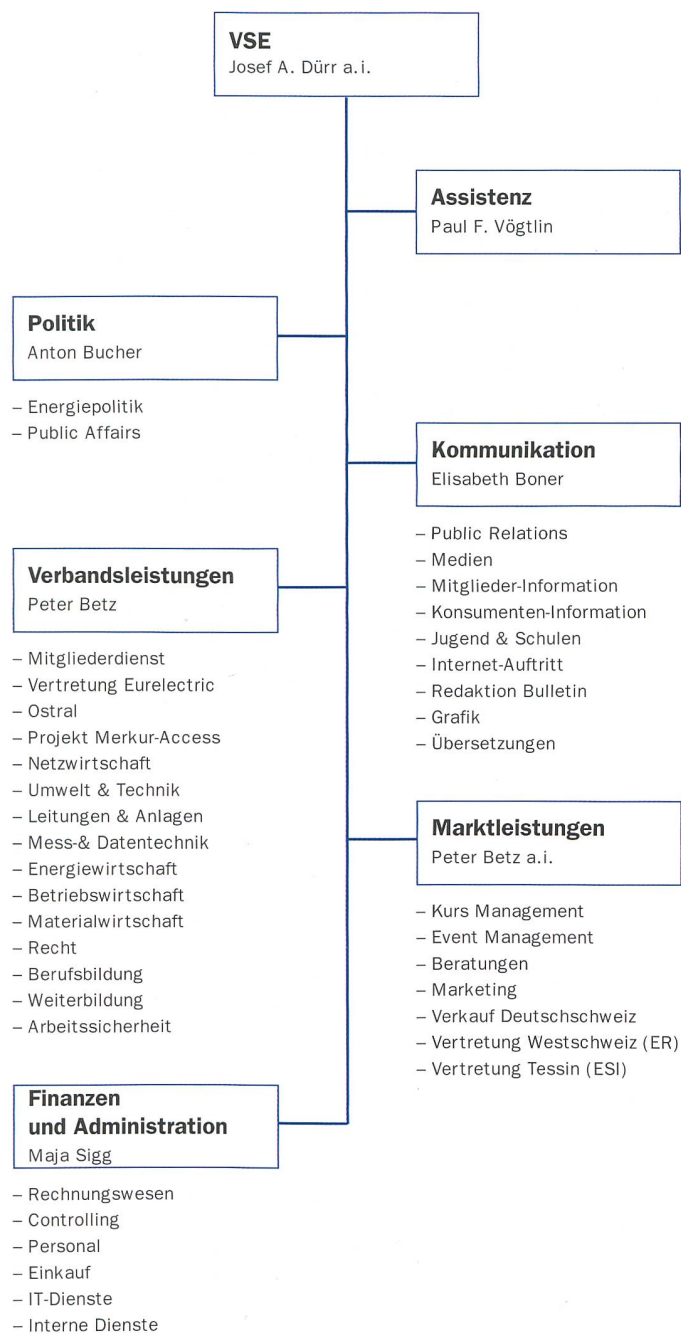 VSE
Josef A. Dürr a.i.
Assistenz
Paul F. Vögtlin
Politik
Anton Bucher
– Energiepolitik
– Public Affairs
Kommunikation
Elisabeth Boner
– Public Relations
– Medien
– Mitglieder-Information
– Konsumenten-Information
– Jugend & Schulen
– Internet-Auftritt
– Redaktion Bulletin
– Grafik
– Übersetzungen
Verbandsleistungen
Peter Betz
– Mitgliederdienst
– Vertretung Eurelectric
– Ostral
– Projekt Merkur-Access
– Netzwirtschaft
– Umwelt & Technik
– Leitungen & Anlagen
– Mess-& Datentechnik
– Energiewirtschaft
– Betriebswirtschaft
– Materialwirtschaft
– Recht
– Berufsbildung
– Weiterbildung
– Arbeitssicherheit
Marktleistungen
Peter Betz a.i.
– Kurs Management
– Event Management
– Beratungen
– Marketing
– Verkauf Deutschschweiz
– Vertretung Westschweiz (ER)
– Vertretung Tessin (ESI)
Finanzen
und Administration
Maja Sigg
– Rechnungswesen
– Controlling
– Personal
– Einkauf
– IT-Dienste
– Interne Dienste